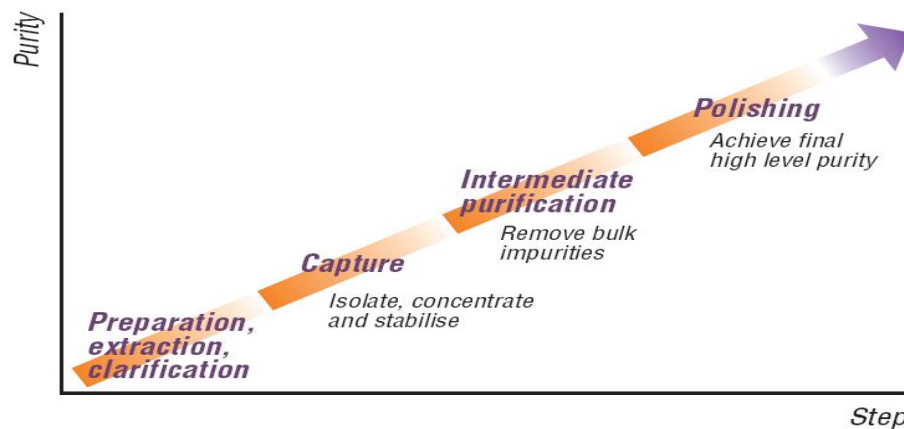 Purity
Polishing
Achieve final
high level purity
Intermediate
purification
Remove bulk
impurities
Capture
Isolate, concentrate
and stabilise
Preparation,
extraction,
clarification
Step